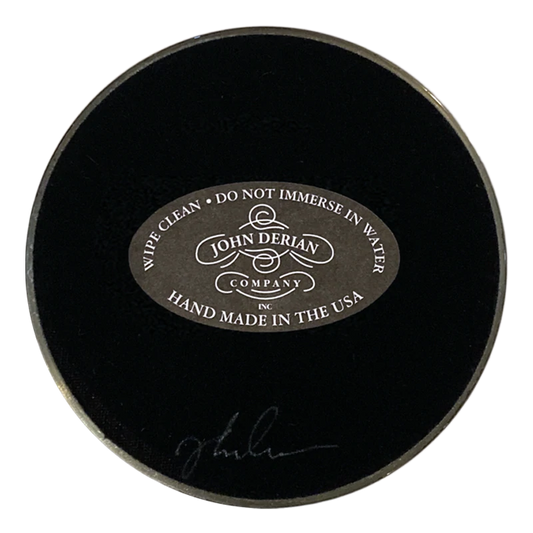 WIPE CLEAN • DO NOT IMMERSE IN WATER
JOHN DERIAN
COMPANY
INC
HAND MADE IN THE USA